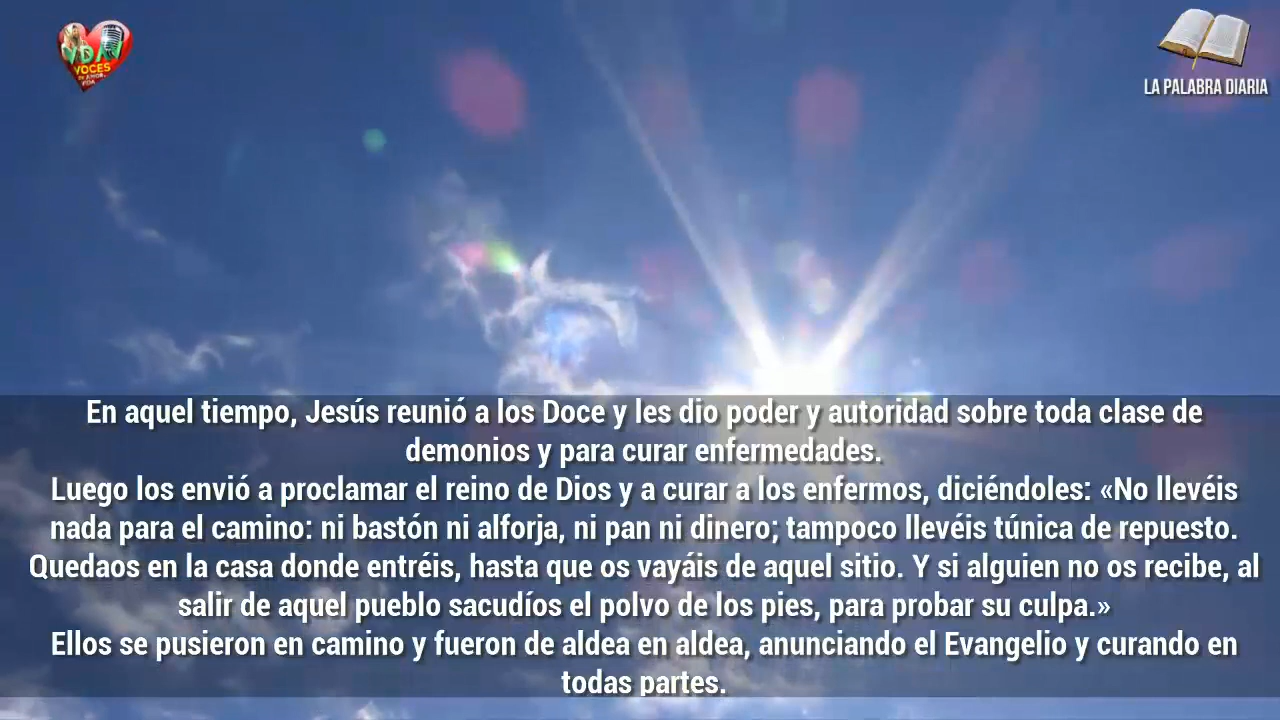 VDA
VOCES
DE AMOR Y
VIDA
LA PALABRA DIARIA
En aquel tiempo, Jesús reunió a los Doce y les dio poder y autoridad sobre toda clase de
demonios y para curar enfermedades.
Luego los envió a proclamar el reino de Dios y a curar a los enfermos, diciéndoles: «No llevéis
nada para el camino: ni bastón ni alforja, ni pan ni dinero; tampoco llevéis túnica de repuesto.
Quedaos en la casa donde entréis, hasta que os vayáis de aquel sitio. Y si alguien no os recibe, al
salir de aquel pueblo sacudíos el polvo de los pies, para probar su culpa.»
Ellos se pusieron en camino y fueron de aldea en aldea, anunciando el Evangelio y curando en
todas partes.